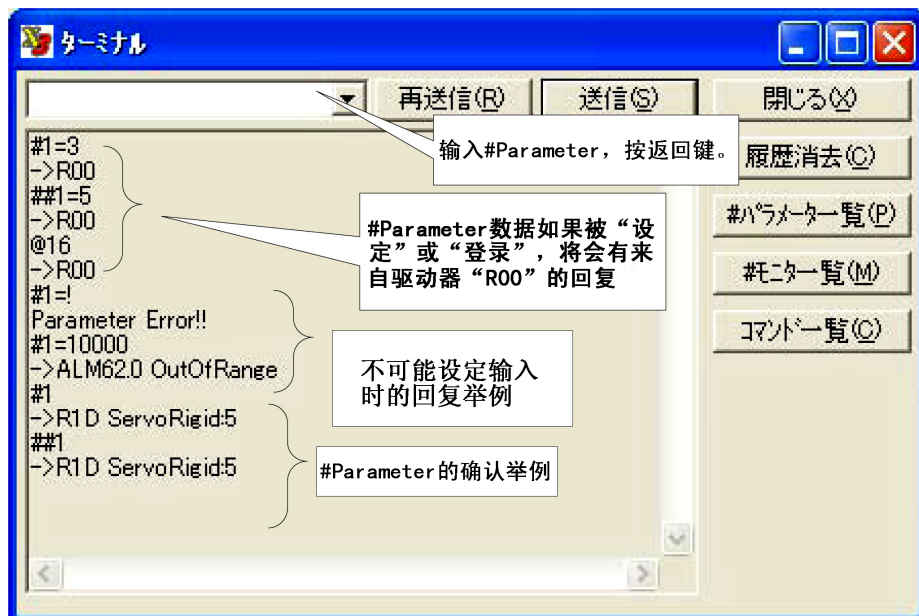 ターミナル
再送信(R)
送信(S)
閉じる(X)
输入#Parameter，按返回键。
履歴消去(C)
#パラメータ一覧(P)
#モニタ一覧(M)
コマンド一覧(C)
#1=3
->R00
##1=5
->R00
@16
->R00
#Parameter数据如果被“设
定”或“登录”，将会有来
自驱动器“R00”的回复
#1=!
Parameter Error!!
#1=10000
->ALM62.0 OutOfRange
不可能设定输入
时的回复举例
#1
->R1D ServoRigid:5
##1
->R1D ServoRigid:5
#Parameter的确认举例